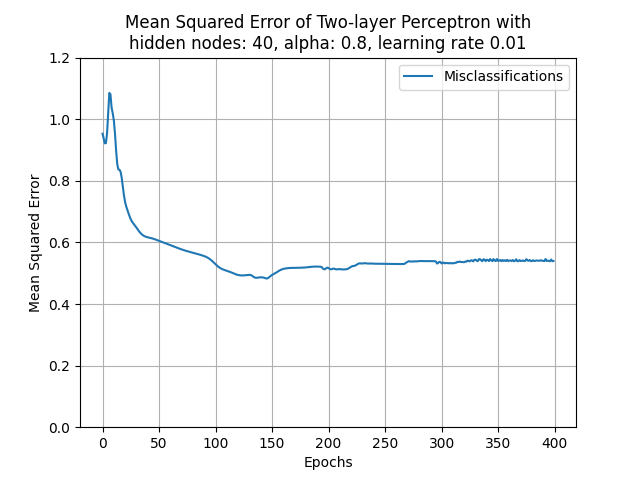 Mean Squared Error of Two-layer Perceptron with
hidden nodes: 40, alpha: 0.8, learning rate 0.01
Misclassifications
1.2
1.0
0.8
0.6
0.4
0.2
0.0
Mean Squared Error
0 50 100 150 200 250 300 350 400
Epochs